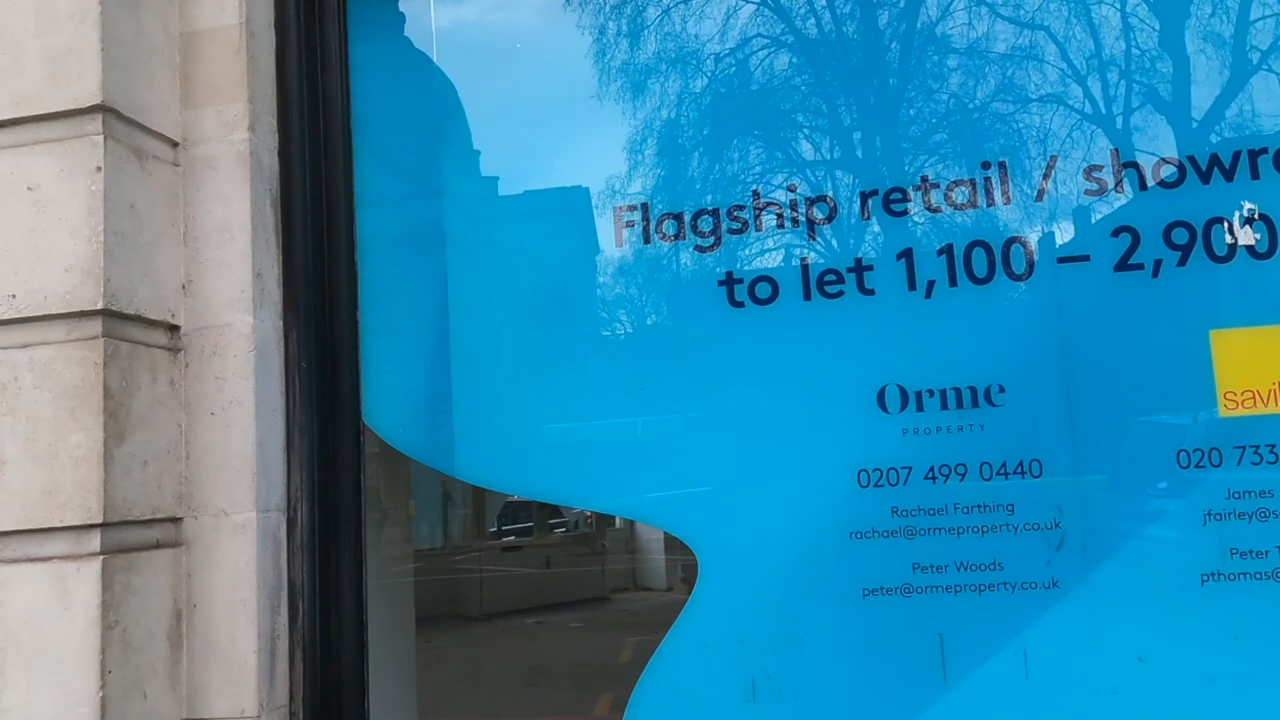 Flagship retail / showr
to let 1,100 – 2,900
Orme
PROPERTY
0207 499 0440
Rachael Farthing
rachael@ormeproperty.co.uk
Peter Woods
peter@ormeproperty.co.uk
savil
020 733
James
jfairley@s
Peter T
pthomas@